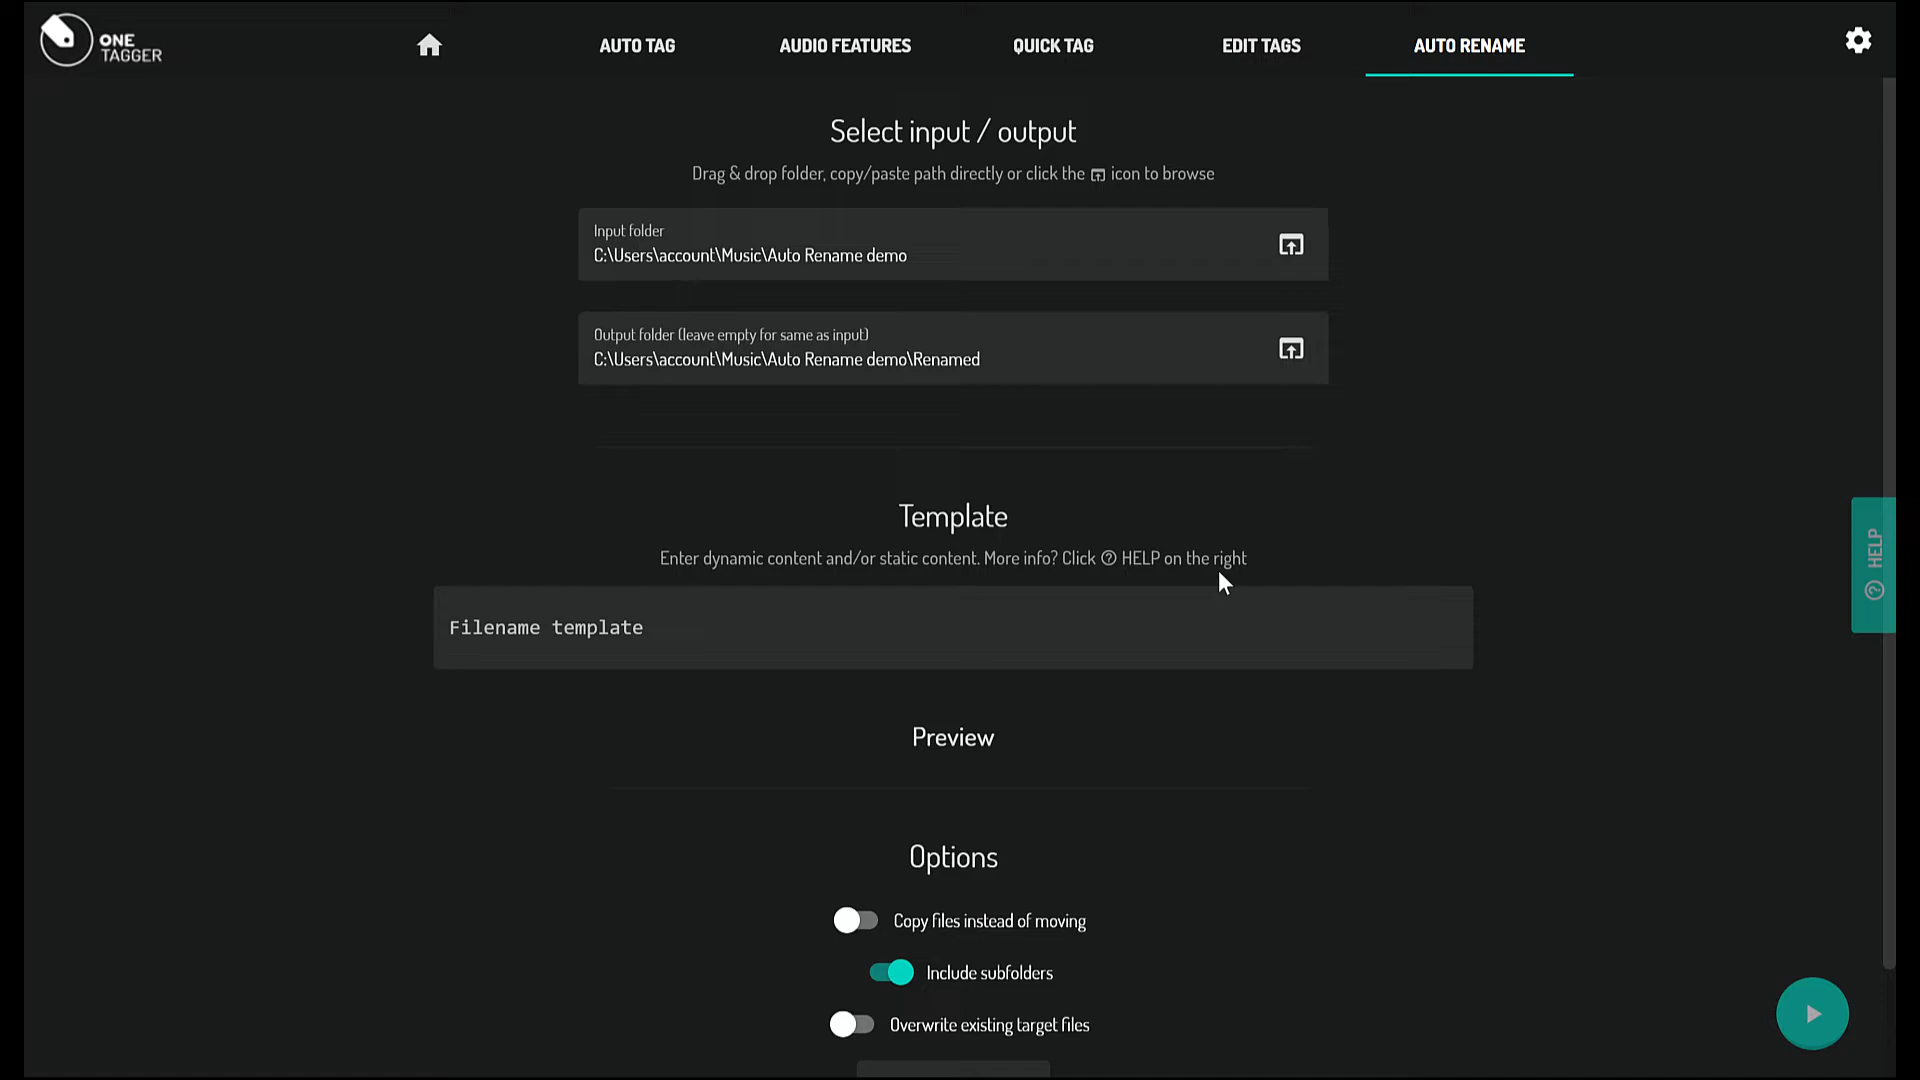 ONE
TAGGER
AUTO TAG
AUDIO FEATURES
QUICK TAG
EDIT TAGS
AUTO RENAME
Select input / output
Drag & drop folder, copy/paste path directly or click the icon to browse
Input folder
C:\Users\account\Music\Auto Rename demo
Output folder (leave empty for same as input)
C:\Users\account\Music\Auto Rename demo\Renamed
Template
Enter dynamic content and/or static content. More info? Click ? HELP on the right
Filename template
? HELP
Preview
Options
Copy files instead of moving
Include subfolders
Overwrite existing target files